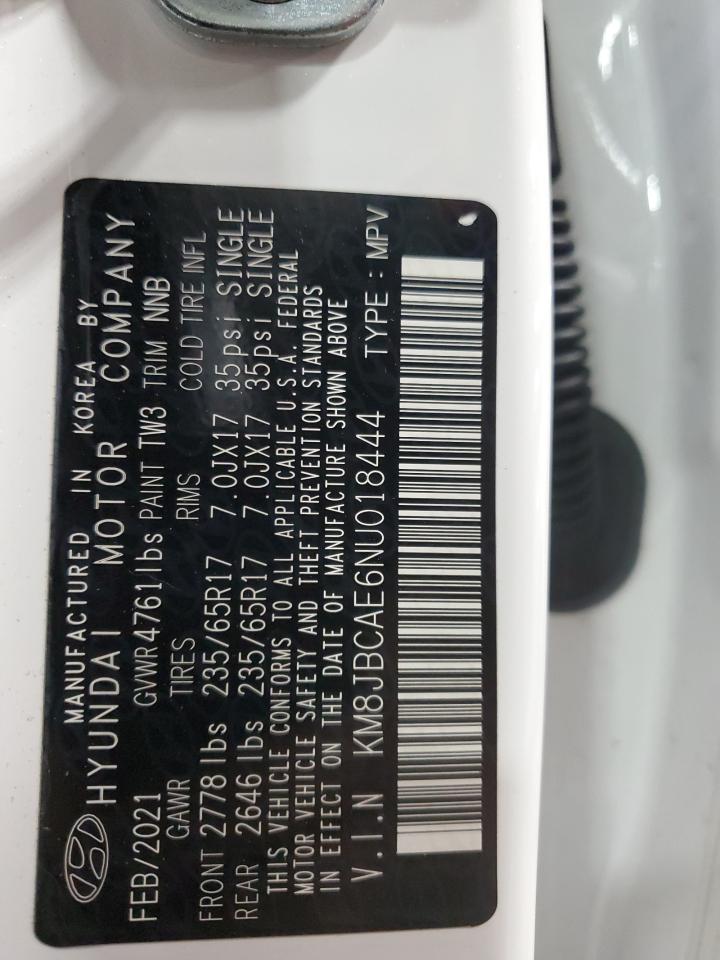 MANUFACTURED IN KOREA BY
HYUNDAI MOTOR COMPANY
FEB/2021 GVWR4761lbs PAINT TW3 TRIM NNB
GAWR TIRES RIMS COLD TIRE INFL
FRONT 2778 lbs 235/65R17 7.0JX17 35psi SINGLE
REAR 2646 lbs 235/65R17 7.0JX17 35psi SINGLE
THIS VEHICLE CONFORMS TO ALL APPLICABLE U.S.A. FEDERAL
MOTOR VEHICLE SAFETY AND THEFT PREVENTION STANDARDS
IN EFFECT ON THE DATE OF MANUFACTURE SHOWN ABOVE
V.I.N KM8JBCAE6NU018444 TYPE : MPV